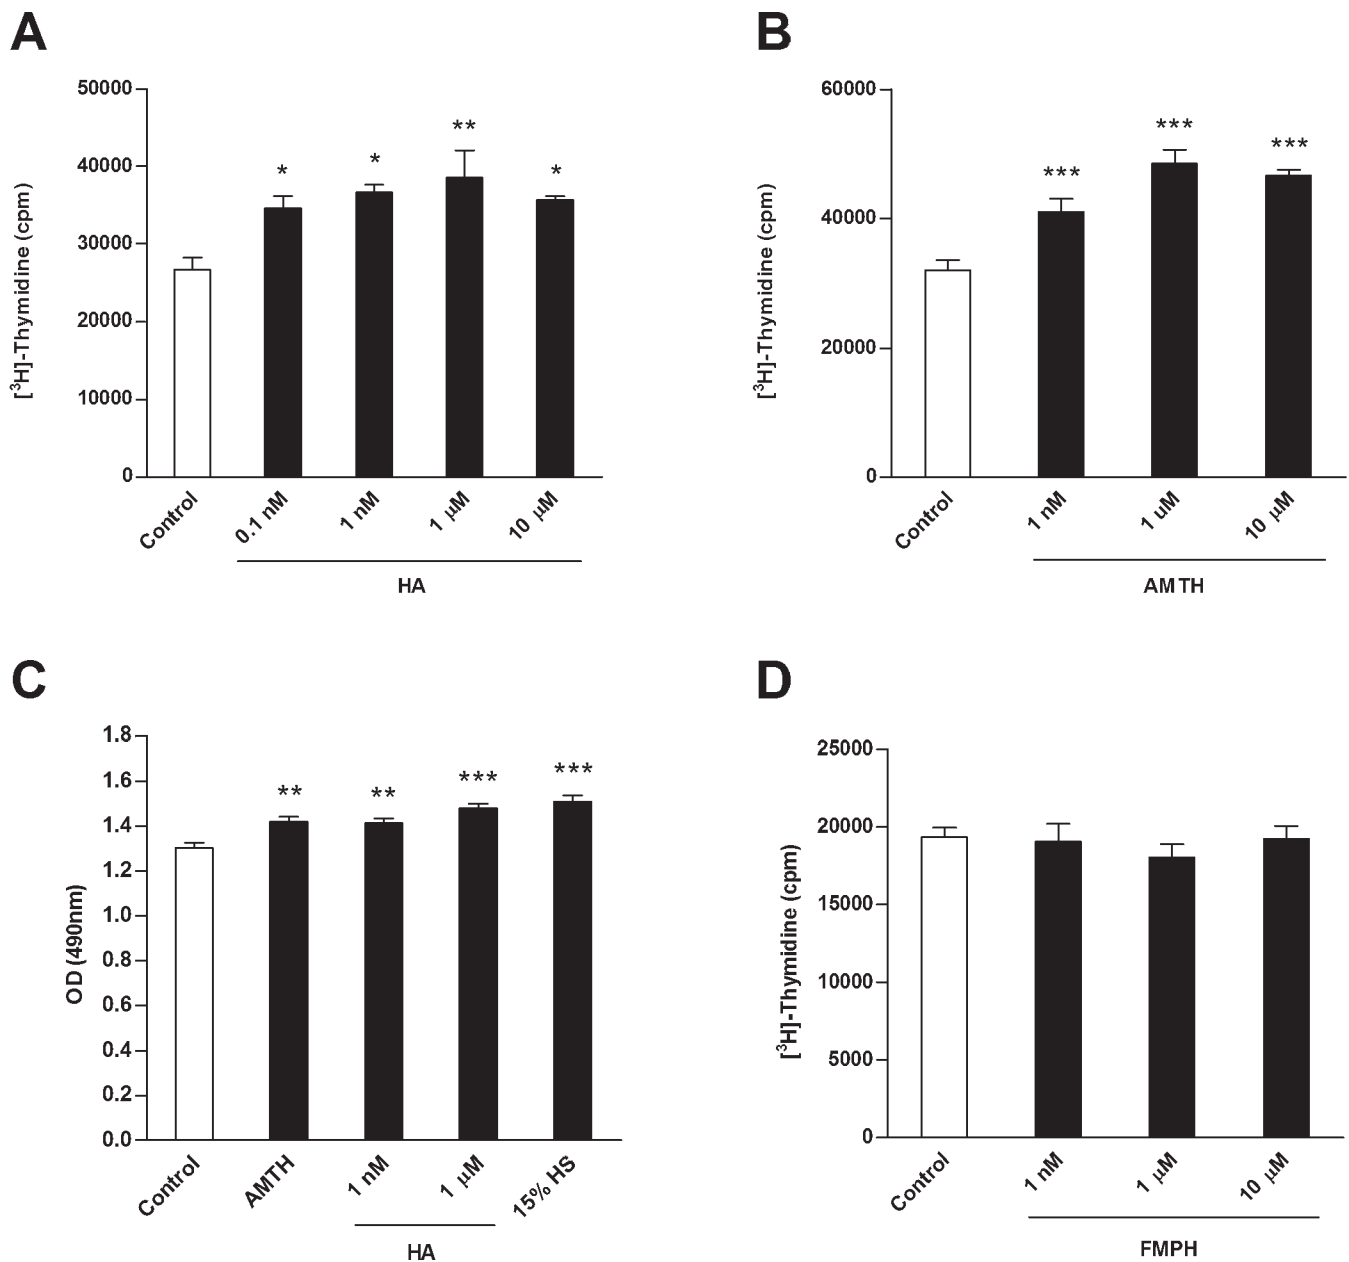 A
50000
40000
30000
20000
10000
0
[³H]-Thymidine (cpm)
*
*
**
*
Control
0.1 nM
1 nM
1 µM
10 µM
HA
B
60000
40000
20000
0
[³H]-Thymidine (cpm)
***
***
***
Control
1 nM
1 uM
10 µM
AMTH
C
1.8
1.6
1.4
1.2
1.0
0.8
0.6
0.4
0.2
0.0
OD (490nm)
**
**
***
***
Control
AMTH
1 nM
1 µM
15% HS
HA
D
25000
20000
15000
10000
5000
0
[³H]-Thymidine (cpm)
Control
1 nM
1 µM
10 µM
FMPH